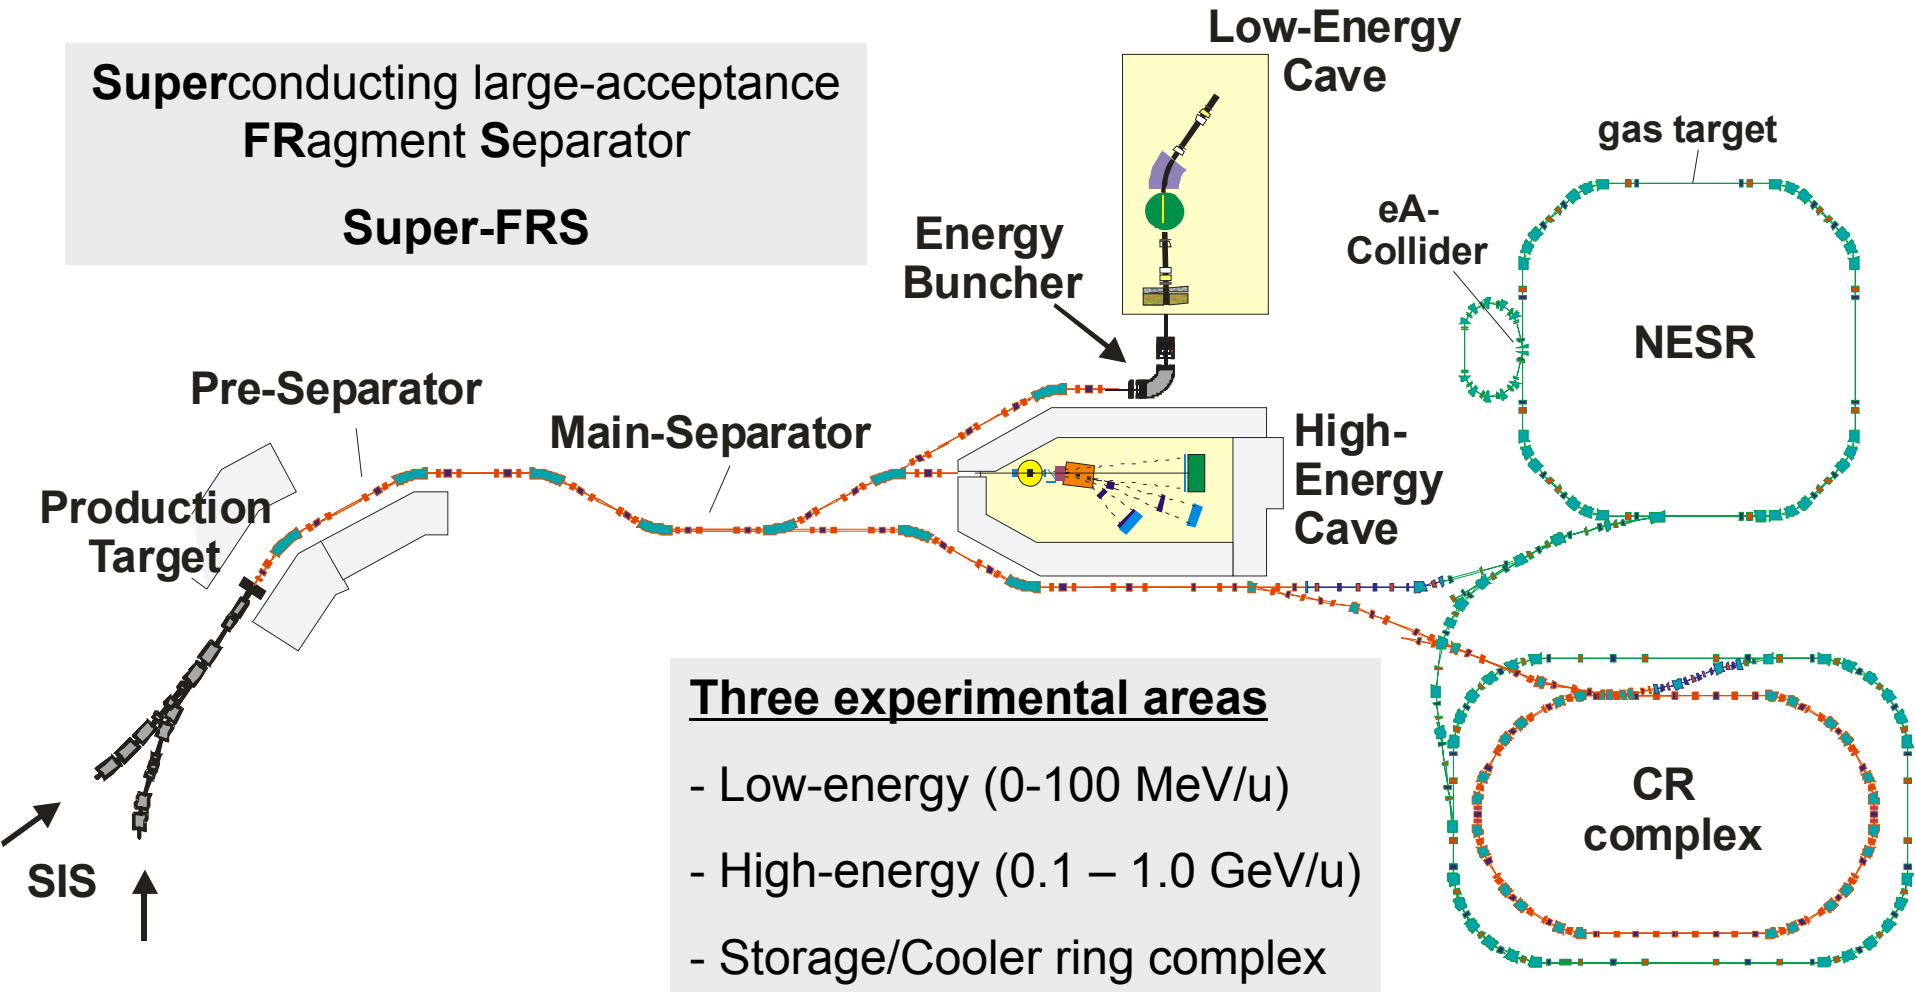 Superconducting large-acceptance
FRagment Separator
Super-FRS
Low-Energy
Cave
gas target
eA-
Collider
Energy
Buncher
NESR
Pre-Separator
Main-Separator
High-
Energy
Cave
Production
Target
Three experimental areas
- Low-energy (0-100 MeV/u)
- High-energy (0.1 – 1.0 GeV/u)
- Storage/Cooler ring complex
CR
complex
SIS